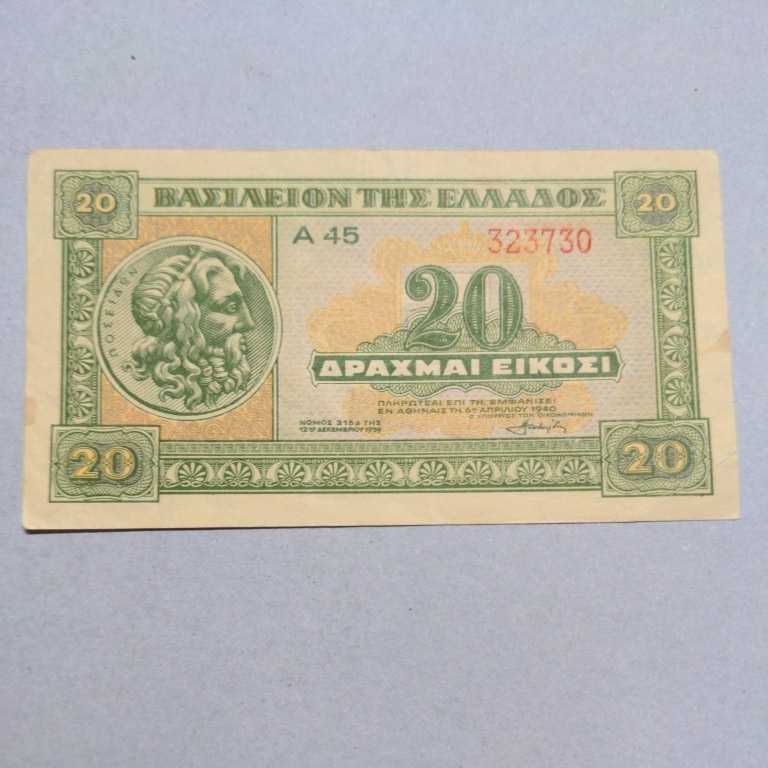 20 ΒΑΣΙΛΕΙΟΝ ΤΗΣ ΕΛΛΑΔΟΣ 20
Α 45 323730
ΠΟΣΕΙΔΩΝ
20
ΔΡΑΧΜΑΙ ΕΙΚΟΣΙ
ΠΛΗΡΩΤΕΑΙ ΕΠΙ ΤΗ ΕΜΦΑΝΙΣΕΙ
ΕΝ ΑΘΗΝΑΙΣ ΤΗ 6Η ΑΠΡΙΛΙΟΥ 1940
Ο ΥΠΟΥΡΓΟΣ ΤΩΝ ΟΙΚΟΝΟΜΙΚΩΝ
ΝΟΜΟΣ 2154 ΤΗΣ
12ΗΣ ΔΕΚΕΜΒΡΙΟΥ 1939
20 20